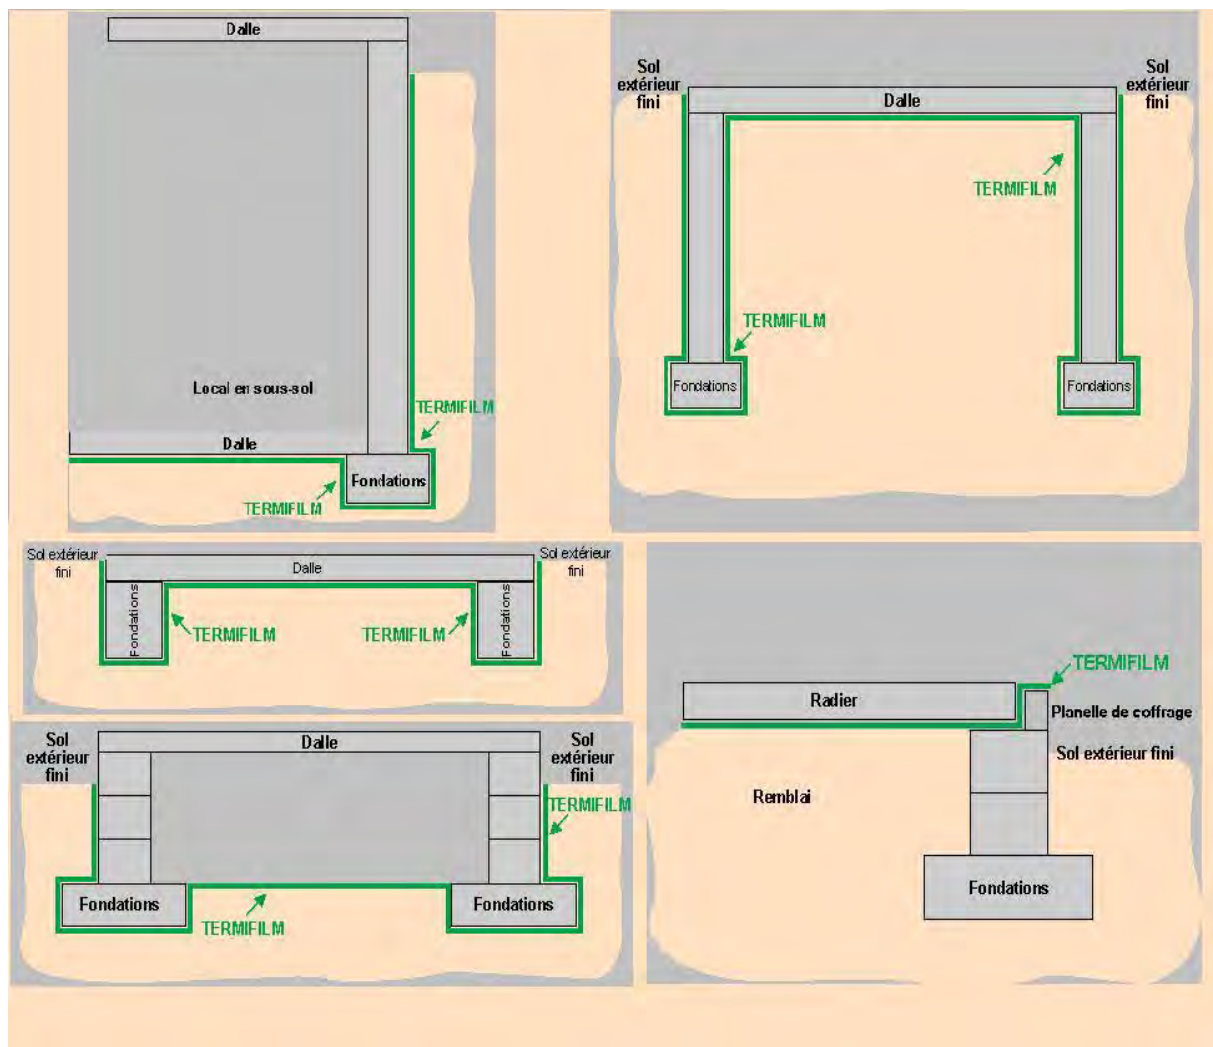 Dalle
Local en sous-sol
TERMIFILM
Dalle
Fondations
TERMIFILM
Sol
extérieur
fini
Sol
extérieur
fini
Dalle
TERMIFILM
TERMIFILM
Fondations
Fondations
Sol extérieur
fini
Sol extérieur
fini
Dalle
Fondations
Fondations
TERMIFILM
TERMIFILM
Sol
extérieur
fini
Dalle
Sol
extérieur
fini
TERMIFILM
Fondations
Fondations
TERMIFILM
TERMIFILM
Radier
Planelle de coffrage
Sol extérieur fini
Remblai
Fondations